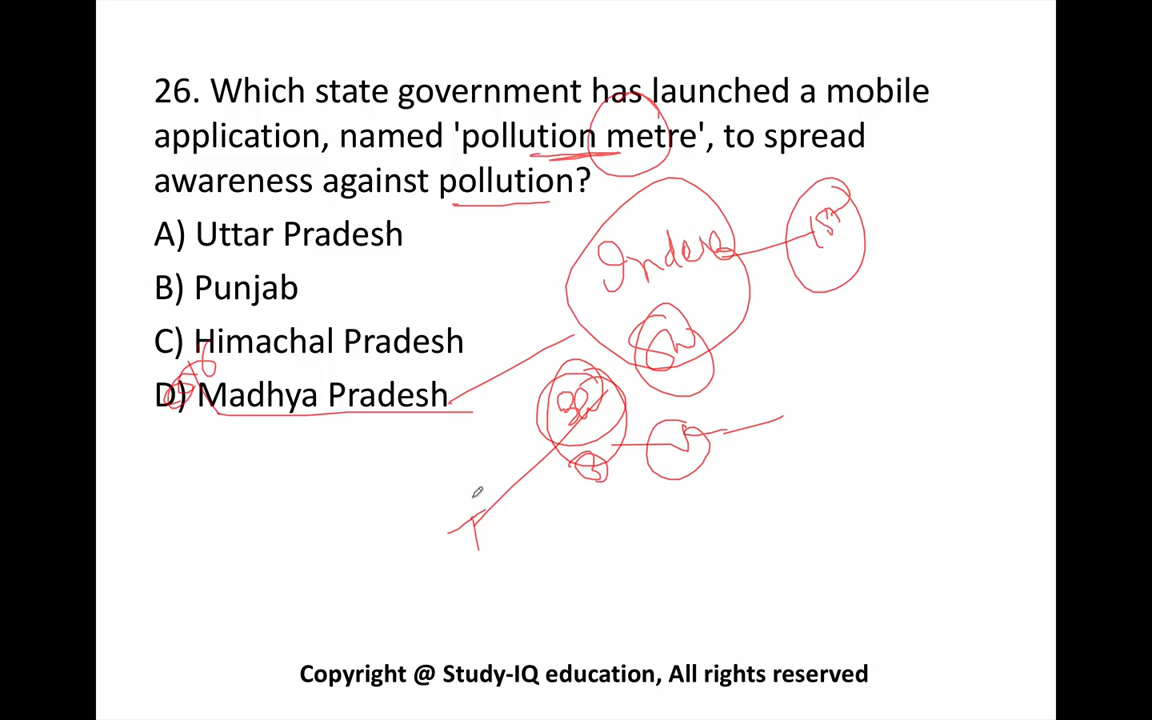 26. Which state government has launched a mobile
application, named 'pollution metre', to spread
awareness against pollution?
A) Uttar Pradesh
Indore
1st
B) Punjab
C) Himachal Pradesh
D) Madhya Pradesh
Copyright @ Study-IQ education, All rights reserved